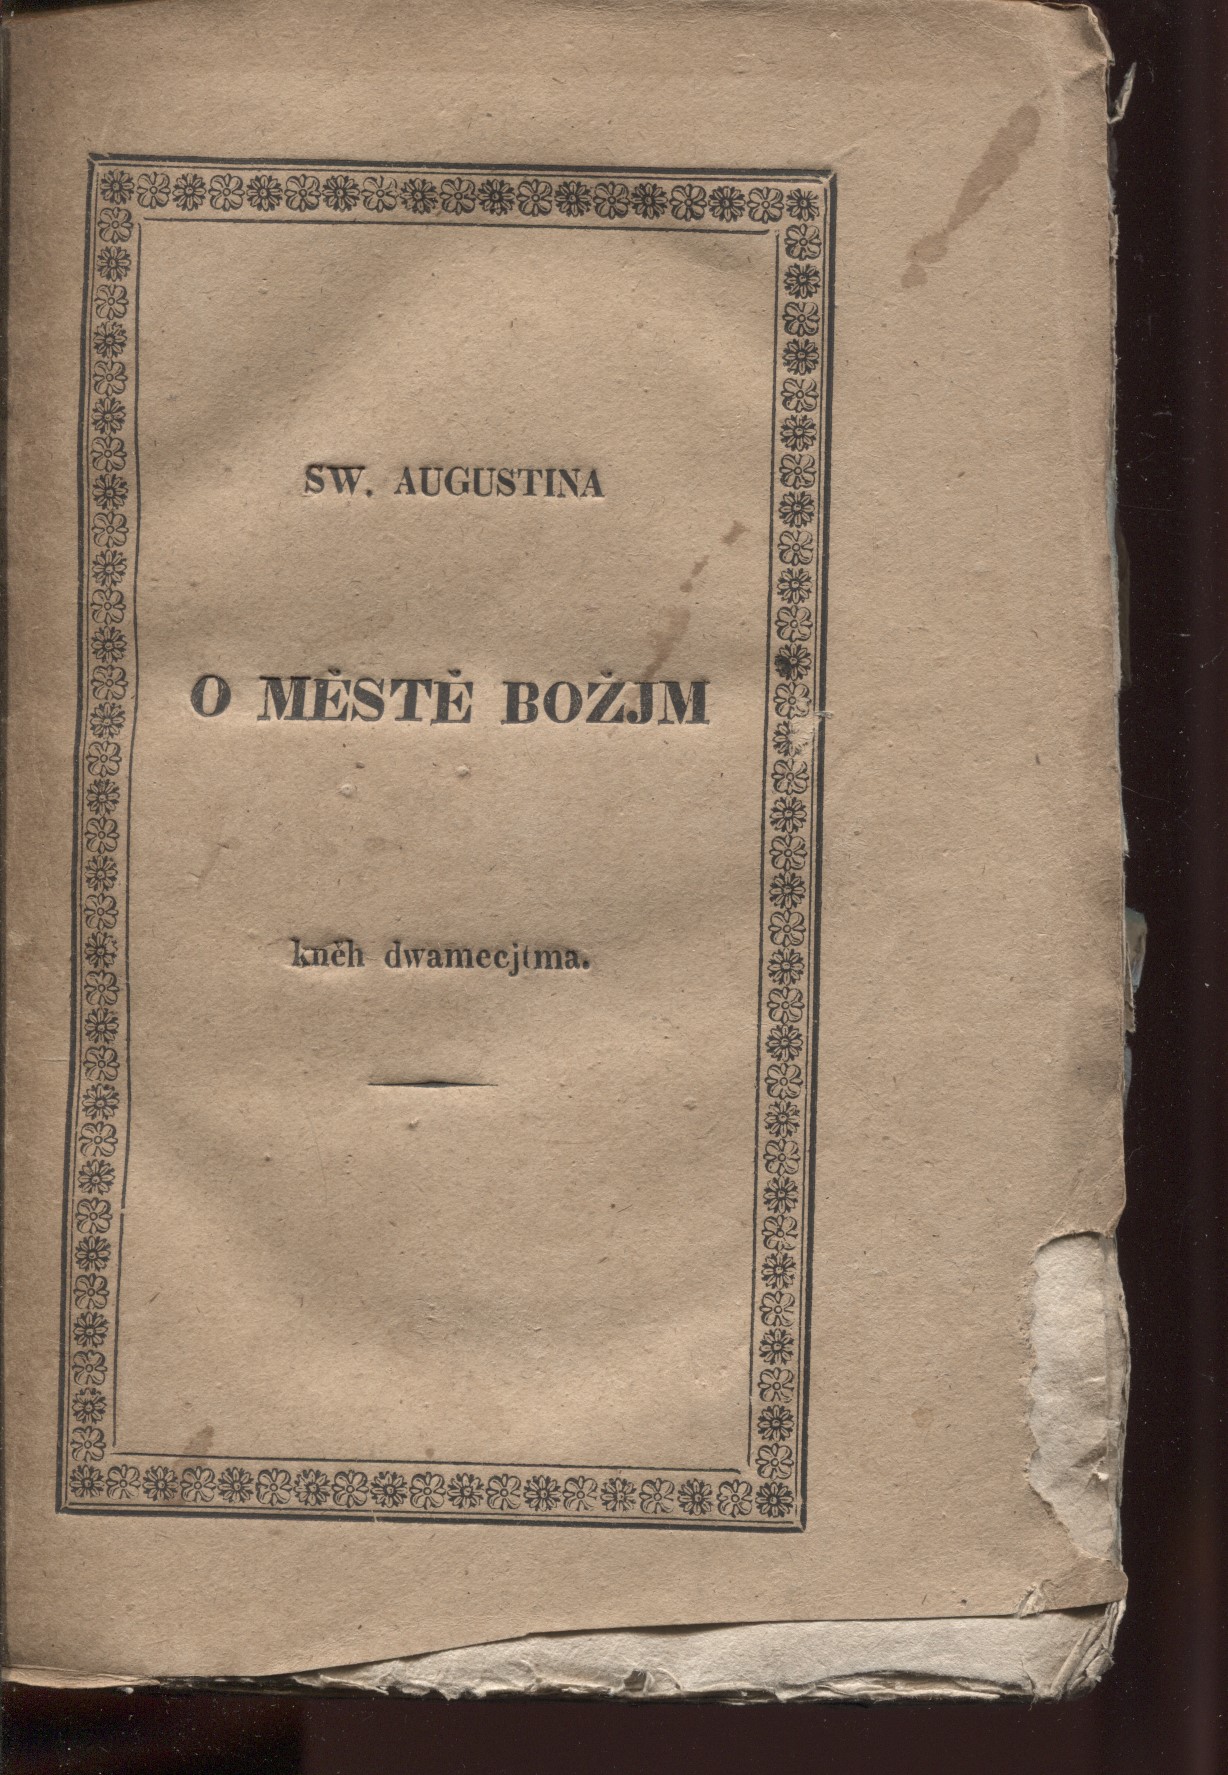 SW. AUGUSTINA
O MĚSTĚ BOŽJM
kněh dwamecjtma.